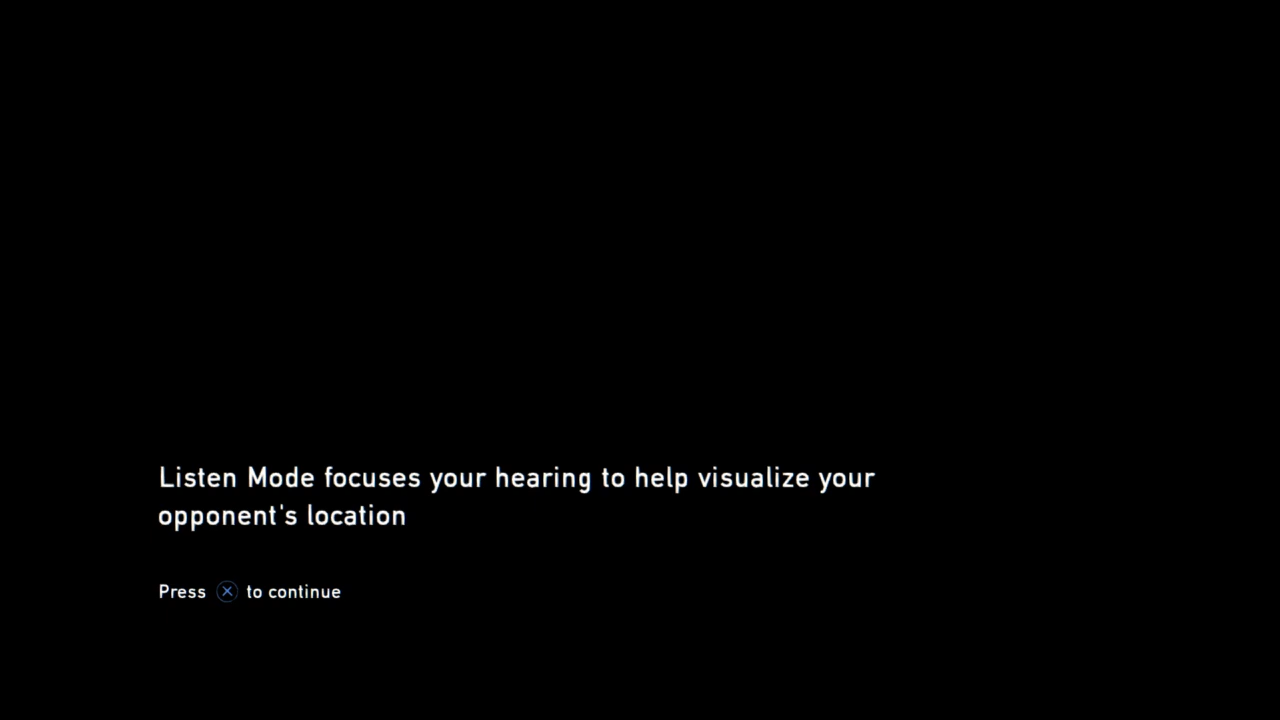 Listen Mode focuses your hearing to help visualize your
opponent's location
Press ⓧ to continue